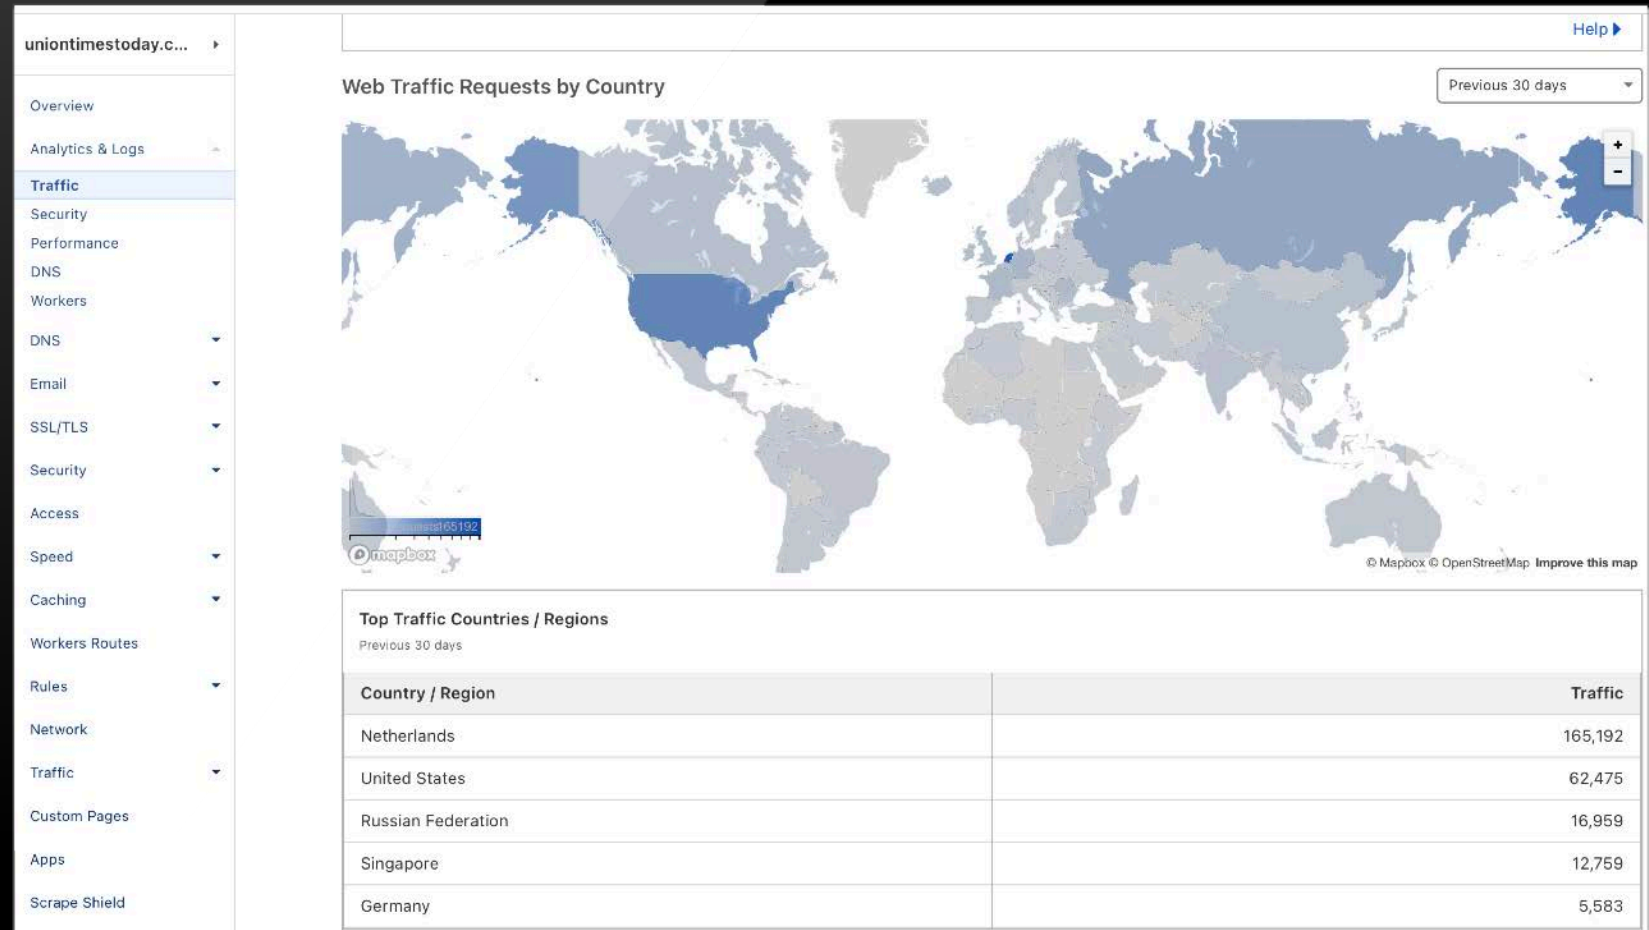 uniontimestoday.c...
Overview
Analytics & Logs
Traffic
Security
Performance
DNS
Workers
DNS
Email
SSL/TLS
Security
Access
Speed
Caching
Workers Routes
Rules
Network
Traffic
Custom Pages
Apps
Scrape Shield
Help
Web Traffic Requests by Country
Previous 30 days
+
-
165192
mapbox
© Mapbox © OpenStreetMap Improve this map
Top Traffic Countries / Regions
Previous 30 days
Country / Region Traffic
Netherlands 165,192
United States 62,475
Russian Federation 16,959
Singapore 12,759
Germany 5,583